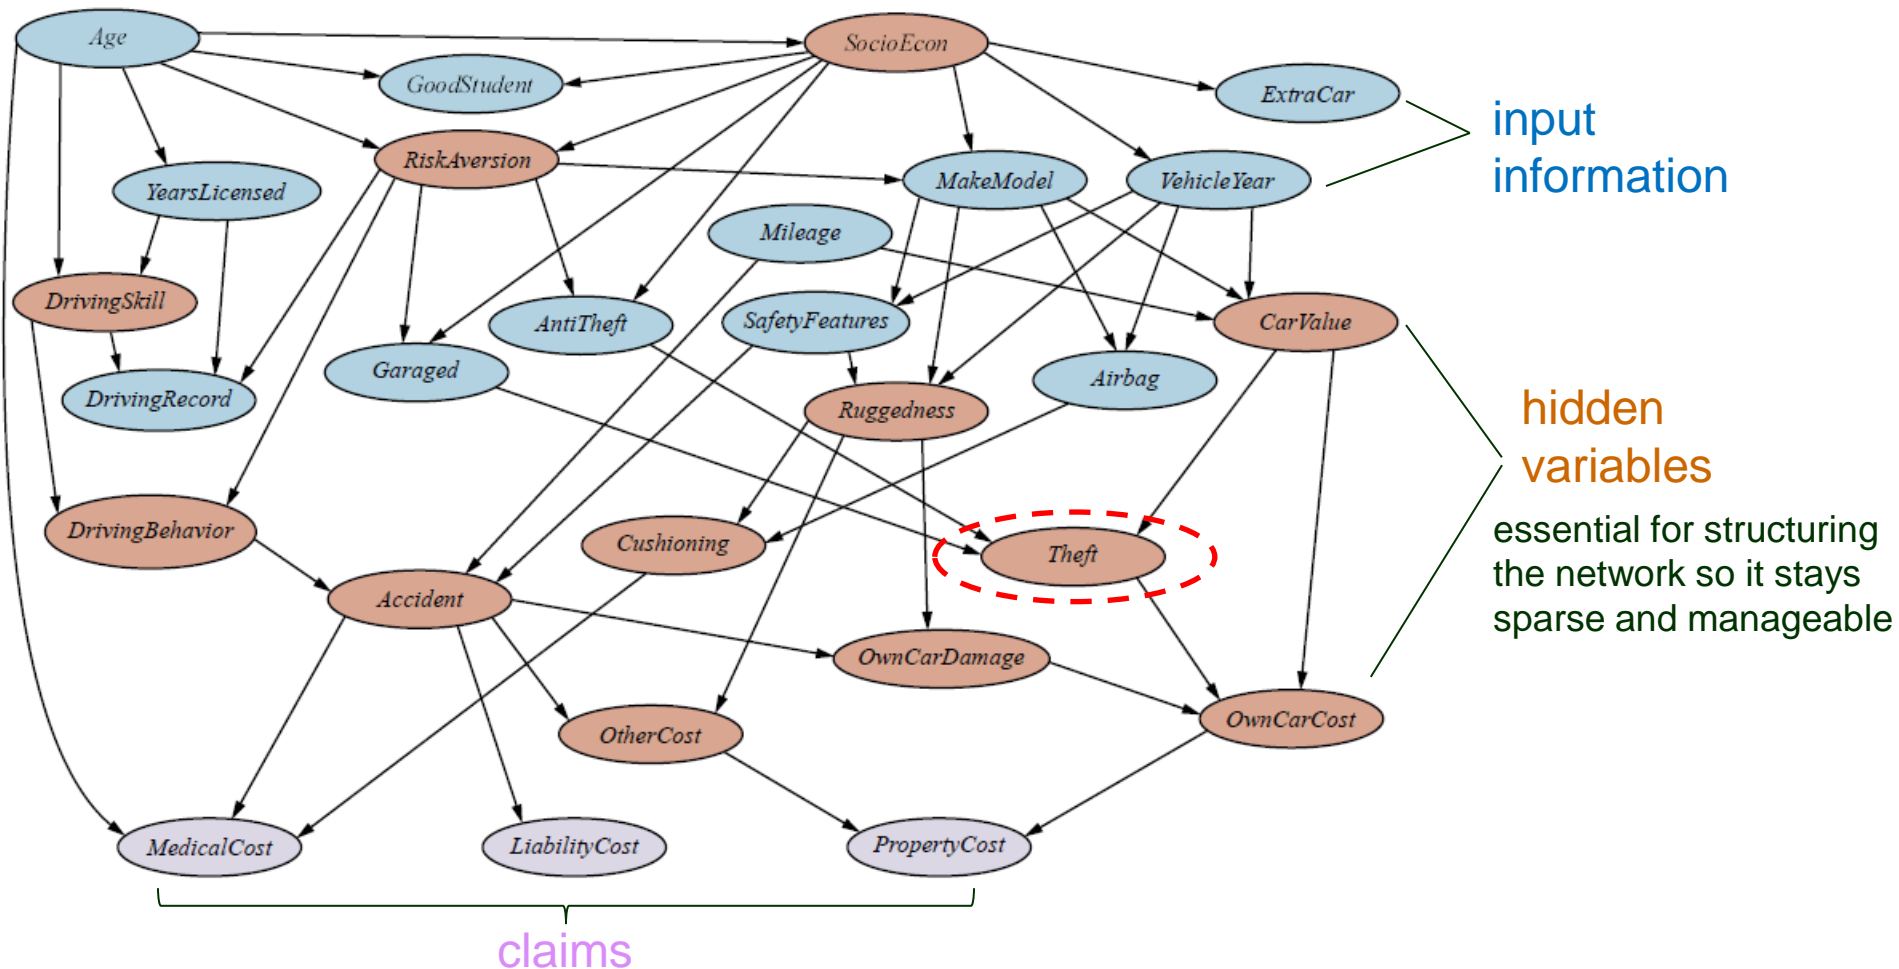 Age
SocioEcon
GoodStudent
ExtraCar
input
information
RiskAversion
MakeModel
VehicleYear
YearsLicensed
Mileage
DrivingSkill
AntiTheft
SafetyFeatures
CarValue
Garaged
Airbag
DrivingRecord
Ruggedness
hidden
variables
essential for structuring
the network so it stays
sparse and manageable
DrivingBehavior
Cushioning
Theft
Accident
OwnCarDamage
OtherCost
OwnCarCost
MedicalCost
LiabilityCost
PropertyCost
claims